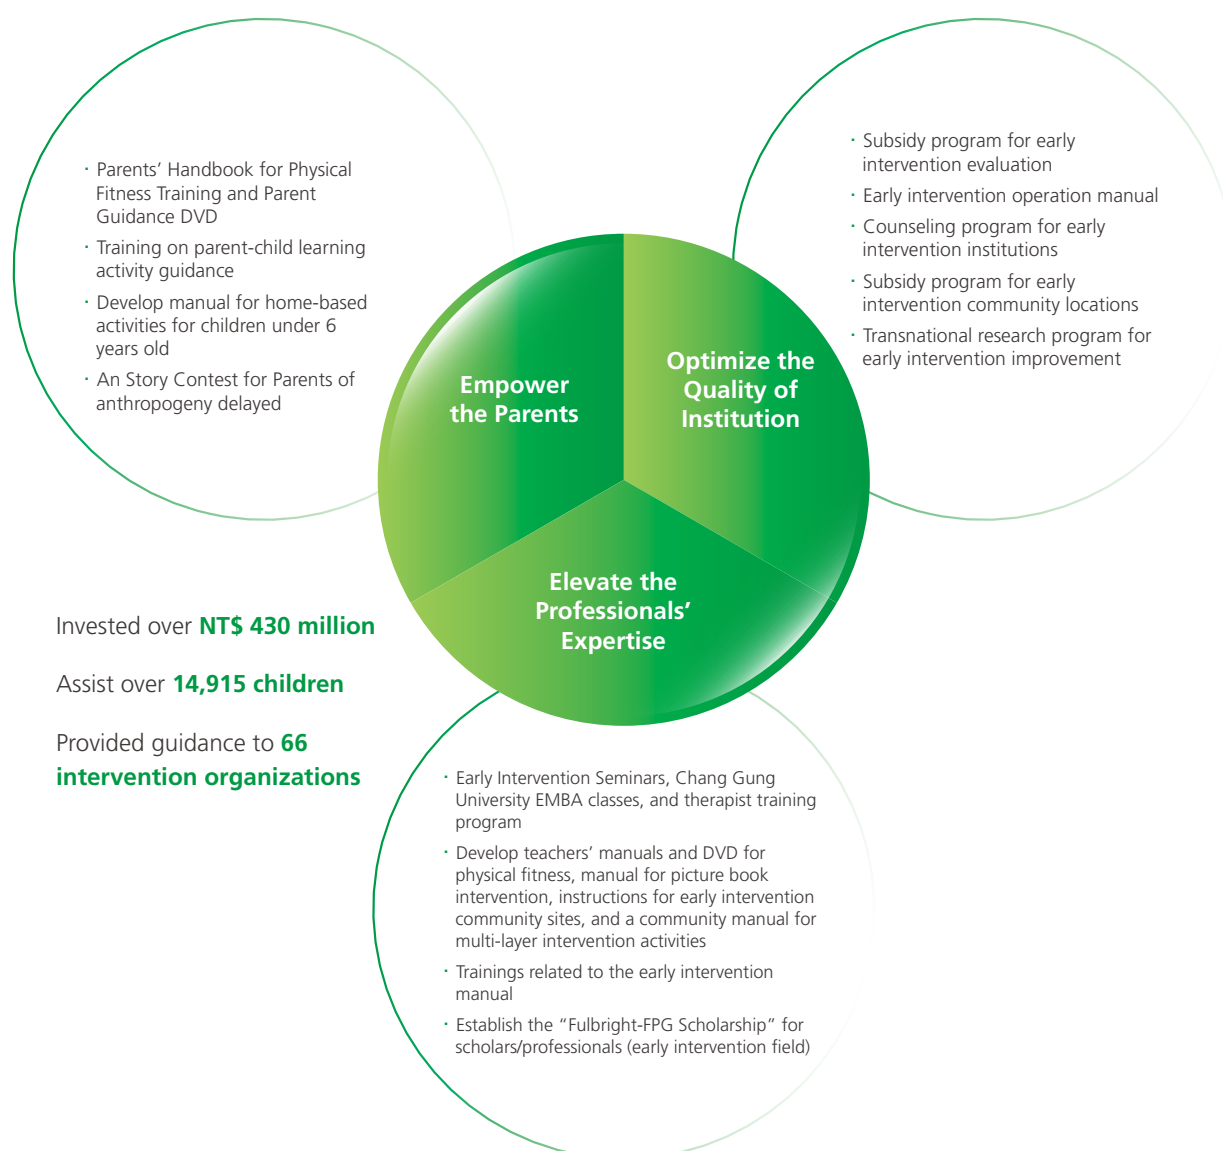 · Parents’ Handbook for Physical
Fitness Training and Parent
Guidance DVD
· Training on parent-child learning
activity guidance
· Develop manual for home-based
activities for children under 6
years old
· An Story Contest for Parents of
anthropogeny delayed
· Subsidy program for early
intervention evaluation
· Early intervention operation manual
· Counseling program for early
intervention institutions
· Subsidy program for early
intervention community locations
· Transnational research program for
early intervention improvement
Empower
the Parents
Optimize the
Quality of
Institution
Elevate the
Professionals’
Expertise
Invested over NT$ 430 million
Assist over 14,915 children
Provided guidance to 66
intervention organizations
· Early Intervention Seminars, Chang Gung
University EMBA classes, and therapist training
program
· Develop teachers’ manuals and DVD for
physical fitness, manual for picture book
intervention, instructions for early intervention
community sites, and a community manual for
multi-layer intervention activities
· Trainings related to the early intervention
manual
· Establish the “Fulbright-FPG Scholarship” for
scholars/professionals (early intervention field)